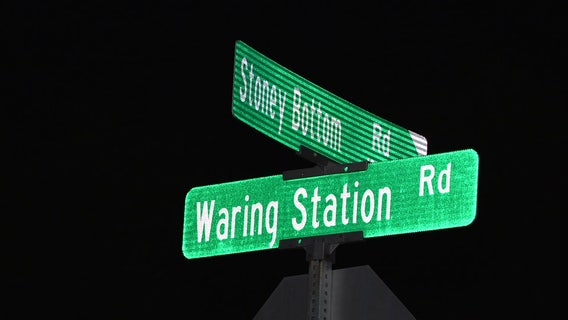 Stoney Bottom Rd
Waring Station Rd